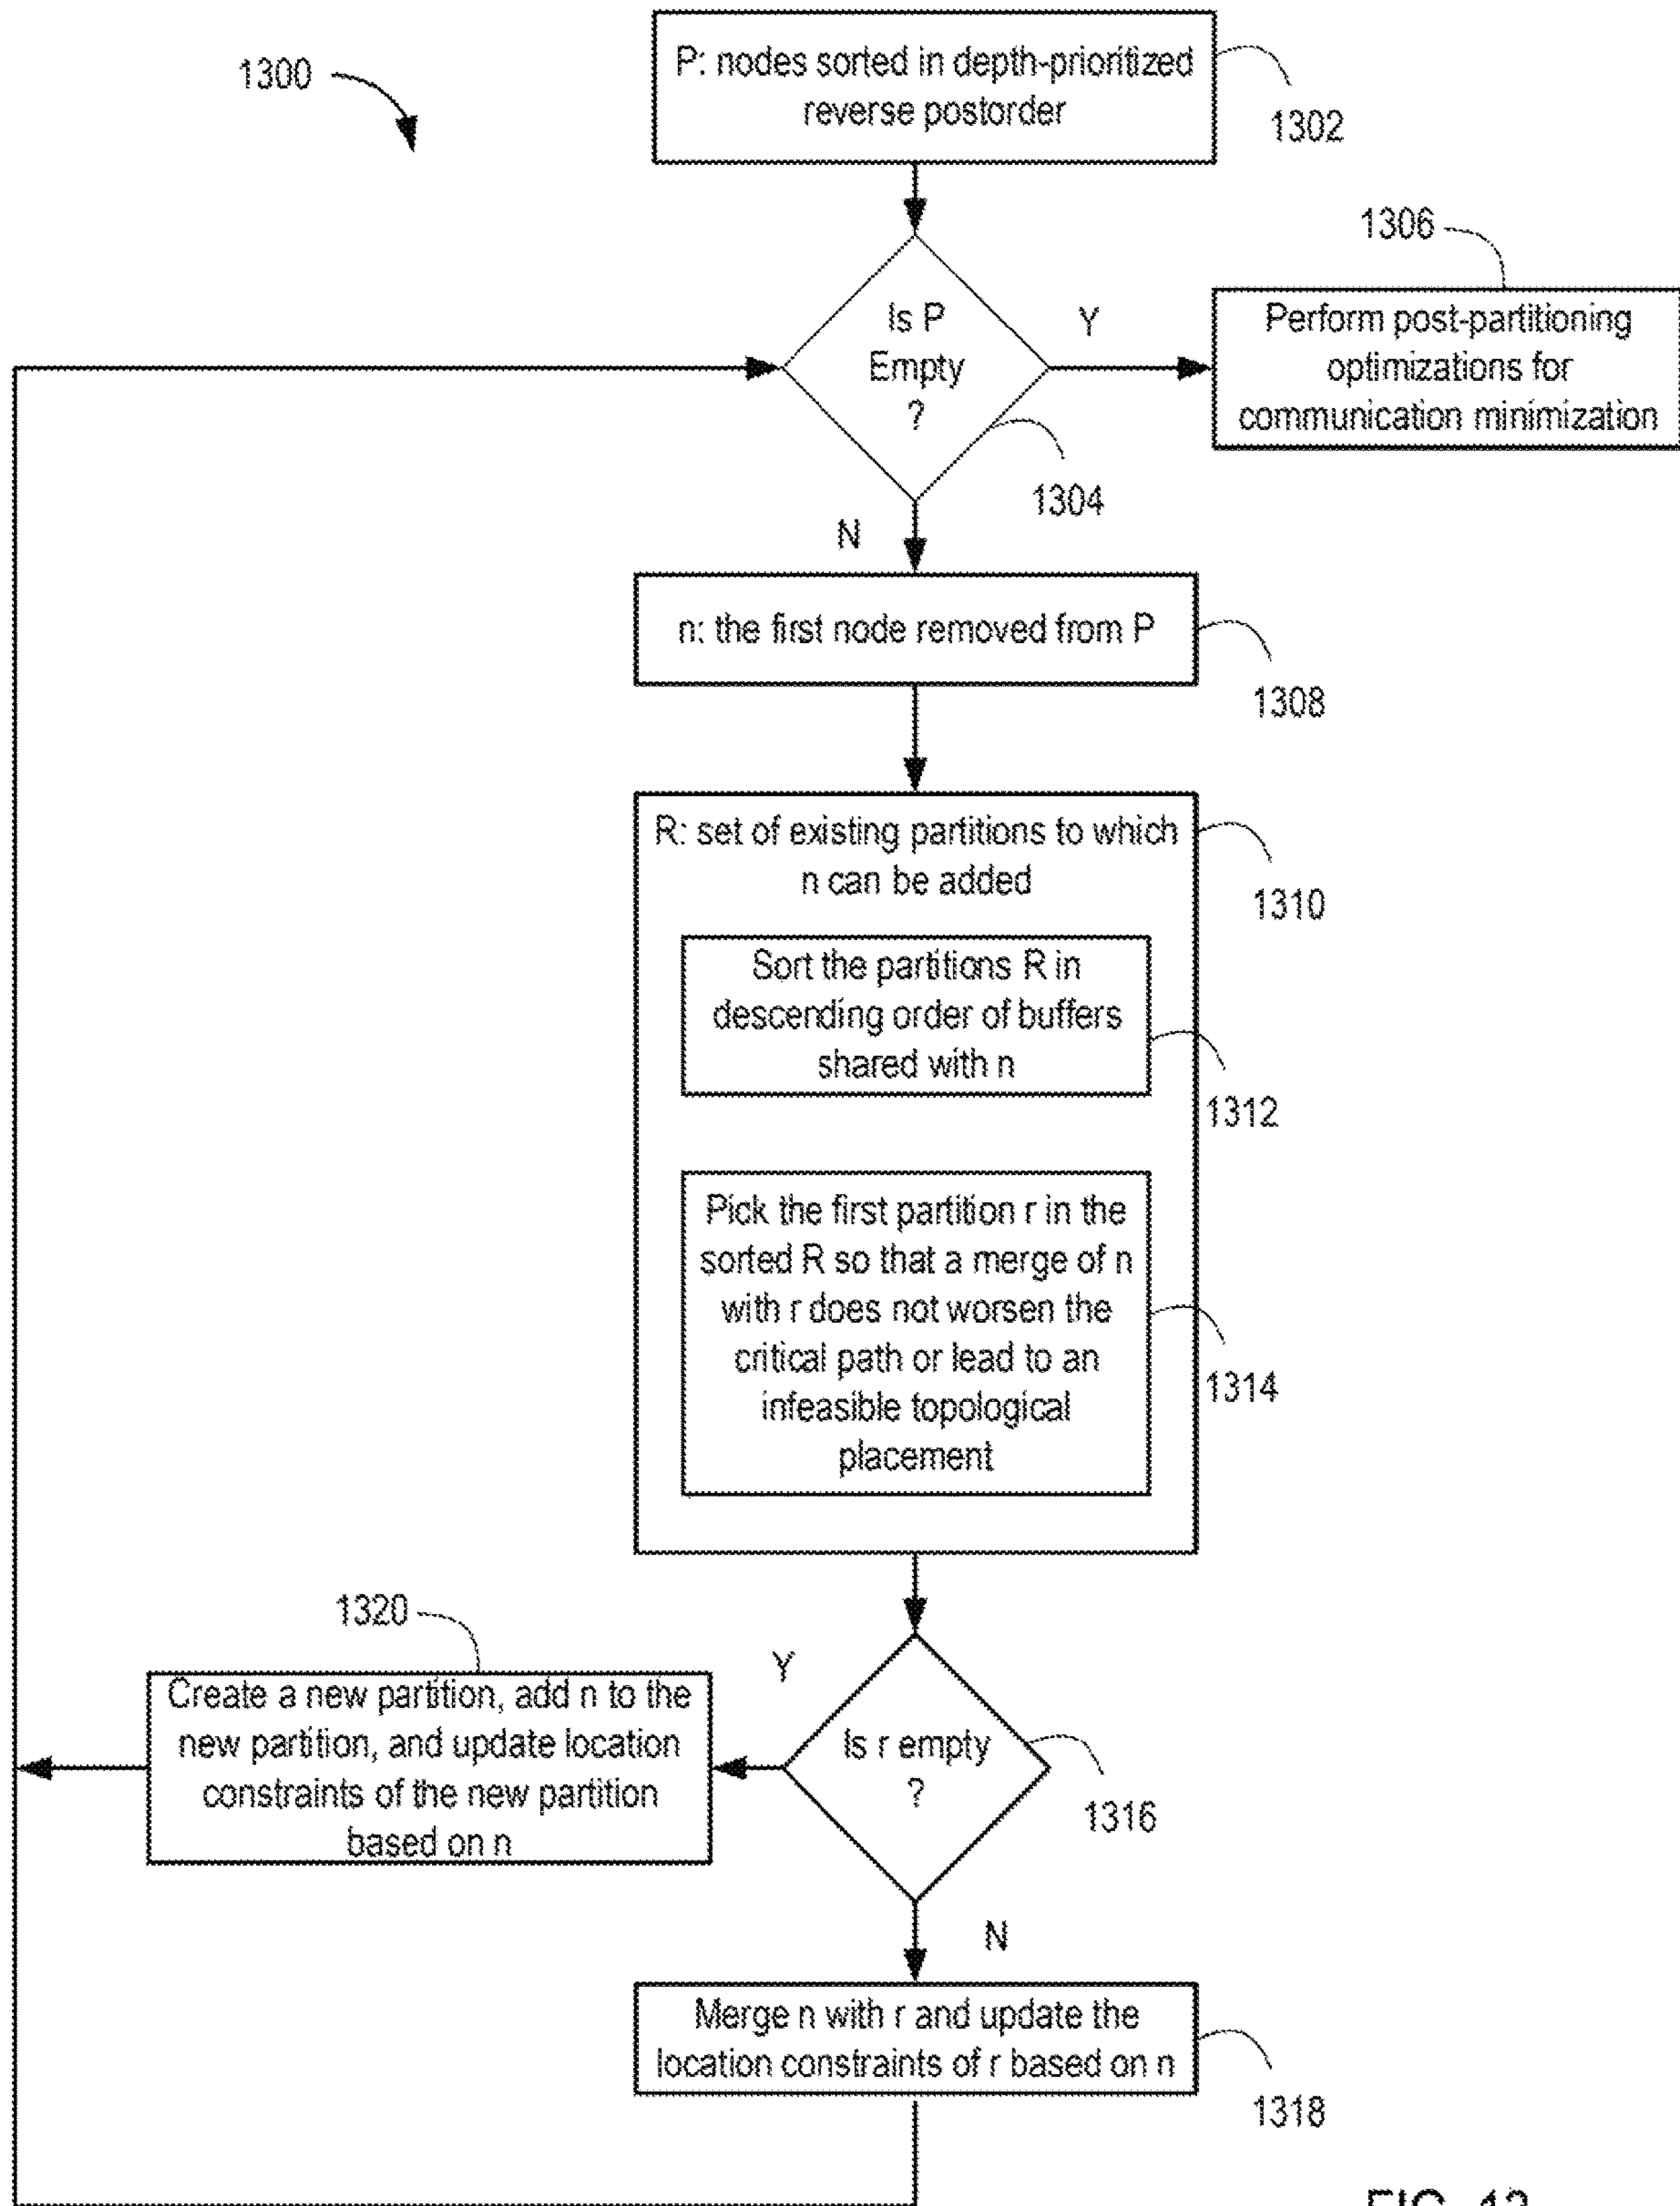 1300
P: nodes sorted in depth-prioritized
reverse postorder
1302
1306
Is P
Empty
?
Y
Perform post-partitioning
optimizations for
communication minimization
1304
N
n: the first node removed from P
1308
R: set of existing partitions to which
n can be added
1310
Sort the partitions R in
descending order of buffers
shared with n
1312
Pick the first partition r in the
sorted R so that a merge of n
with r does not worsen the
critical path or lead to an
infeasible topological
placement
1314
1320
Y
Create a new partition, add n to the
new partition, and update location
constraints of the new partition
based on n
Is r empty
?
1316
N
Merge n with r and update the
location constraints of r based on n
1318
FIG. 13